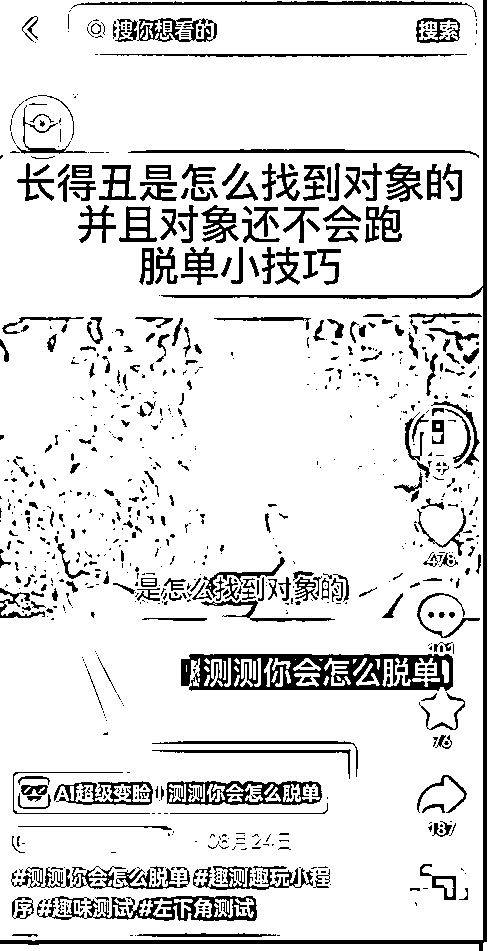 搜你想看的 搜索
长得丑是怎么找到对象的
并且对象还不会跑
脱单小技巧
是怎么找到对象的
478
101
测测你会怎么脱单
76
AI超级变脸 测测你会怎么脱单
187
08月24日
#测测你会怎么脱单 #趣测趣玩小程
序 #趣味测试 #左下角测试